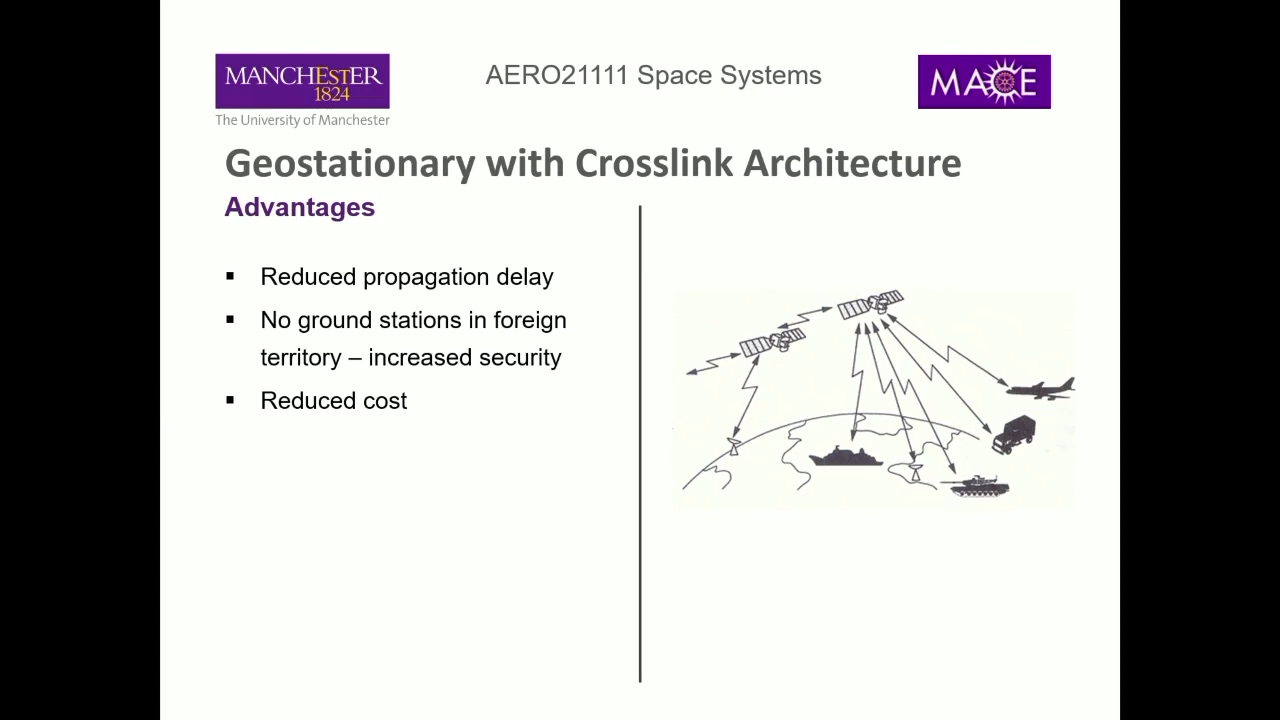 MANCHESTER
1824
The University of Manchester
AERO21111 Space Systems
MACE
Geostationary with Crosslink Architecture
Advantages
▪ Reduced propagation delay
▪ No ground stations in foreign
territory – increased security
▪ Reduced cost